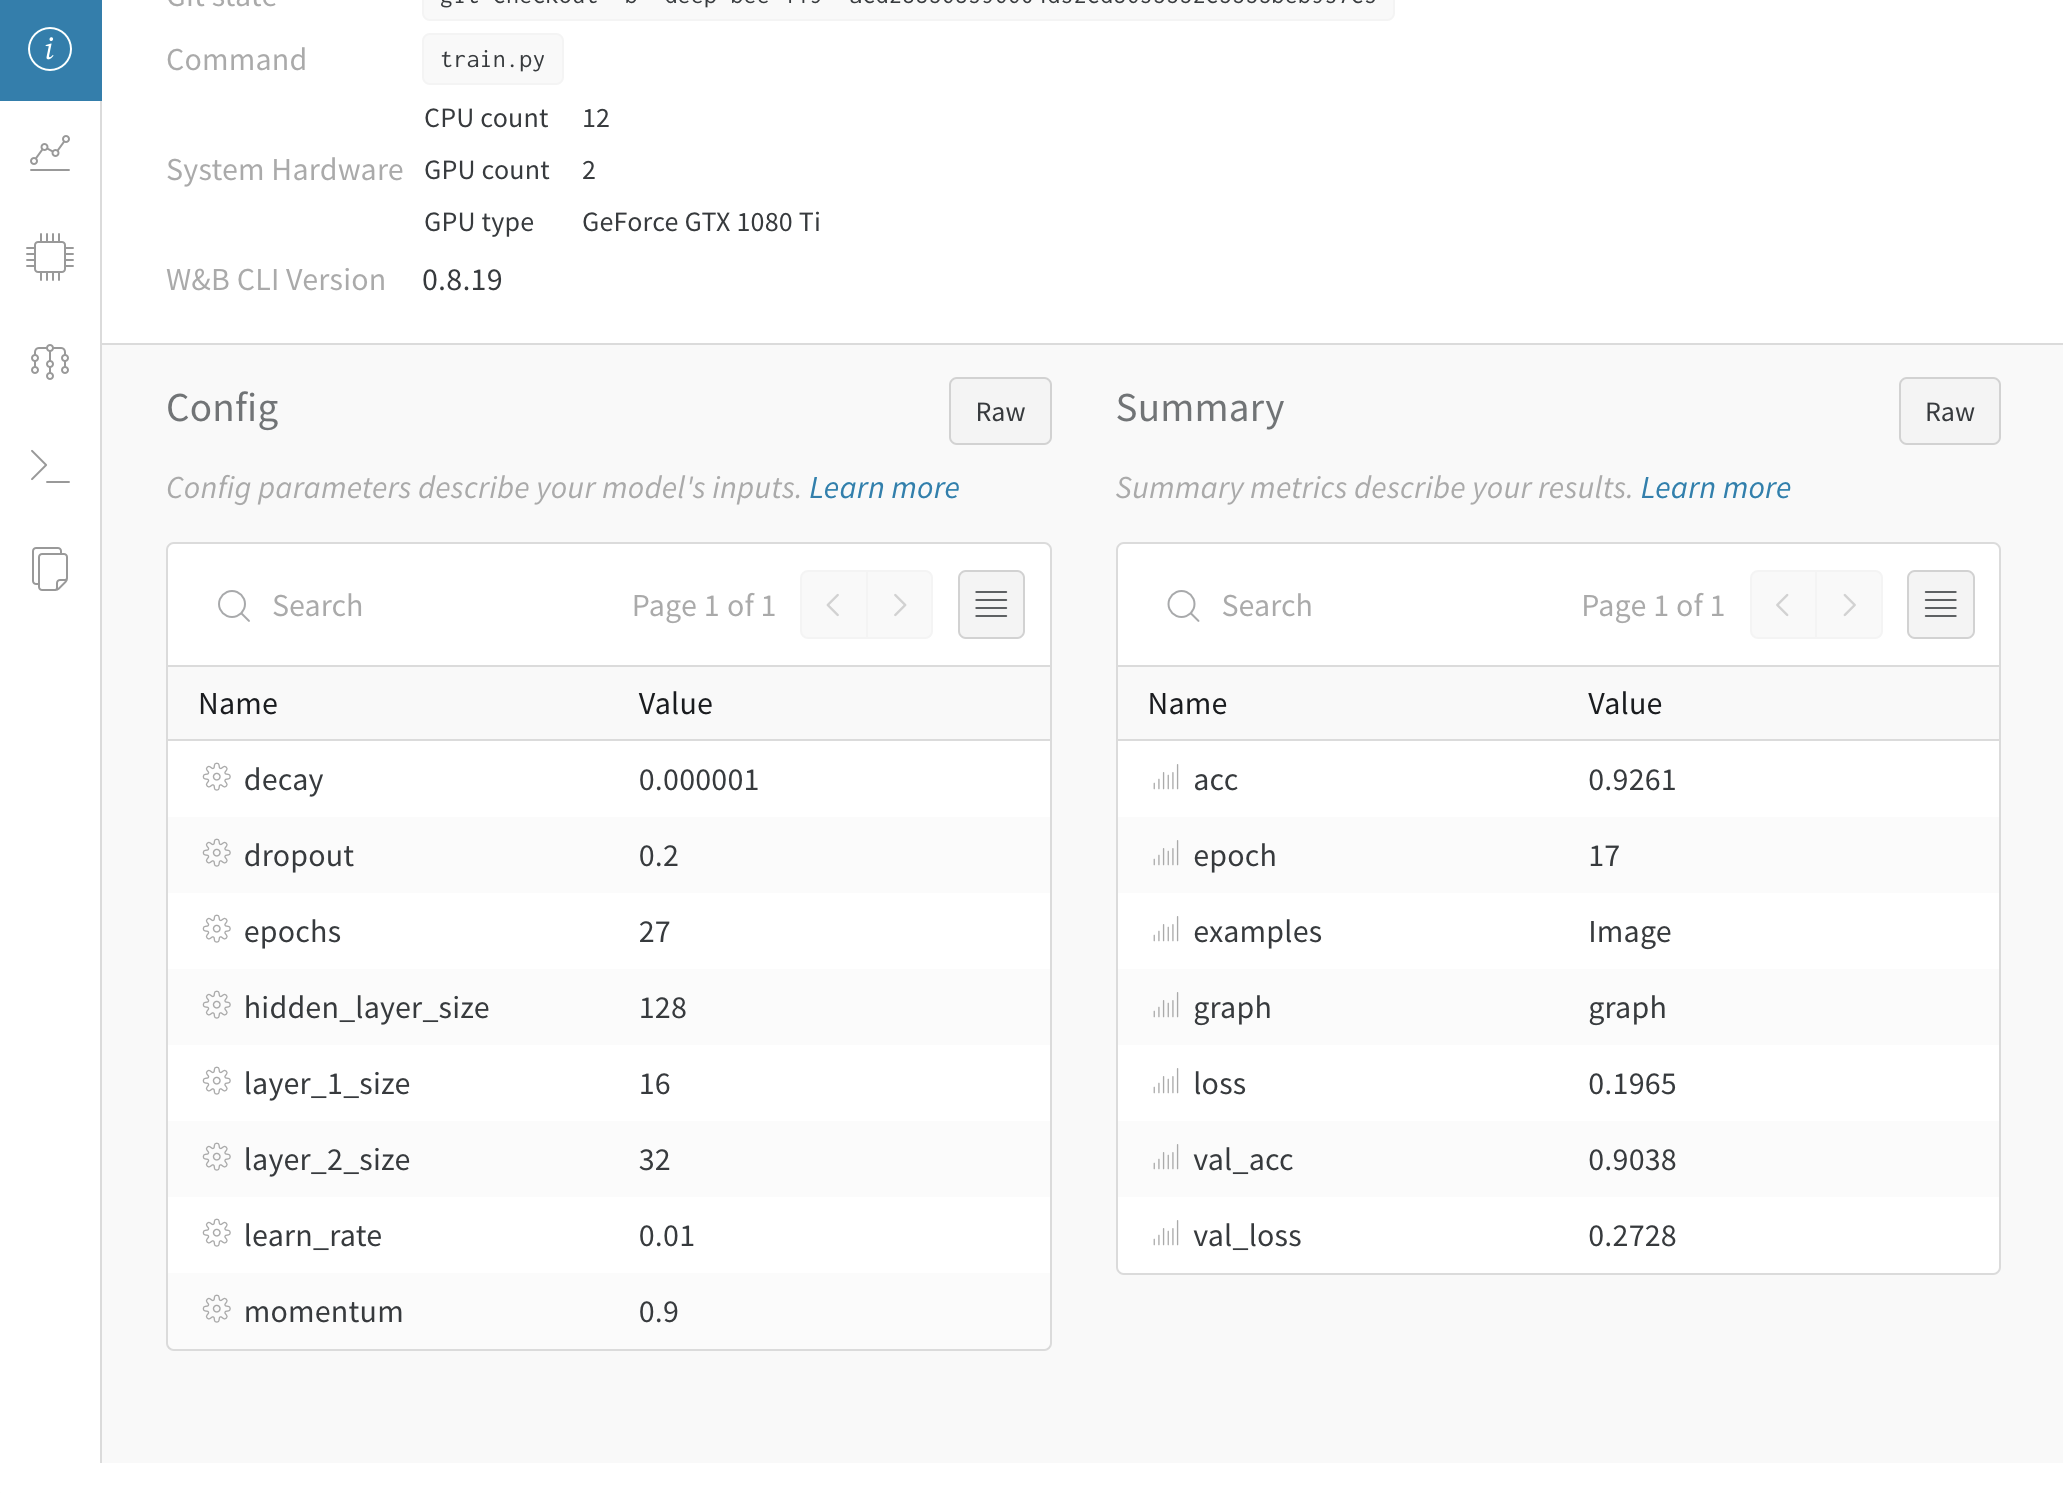 Git state
Command train.py
CPU count 12
System Hardware GPU count 2
GPU type GeForce GTX 1080 Ti
W&B CLI Version 0.8.19
Config Raw
Config parameters describe your model's inputs. Learn more
Search Page 1 of 1
Name Value
decay 0.000001
dropout 0.2
epochs 27
hidden_layer_size 128
layer_1_size 16
layer_2_size 32
learn_rate 0.01
momentum 0.9
Summary Raw
Summary metrics describe your results. Learn more
Search Page 1 of 1
Name Value
acc 0.9261
epoch 17
examples Image
graph graph
loss 0.1965
val_acc 0.9038
val_loss 0.2728